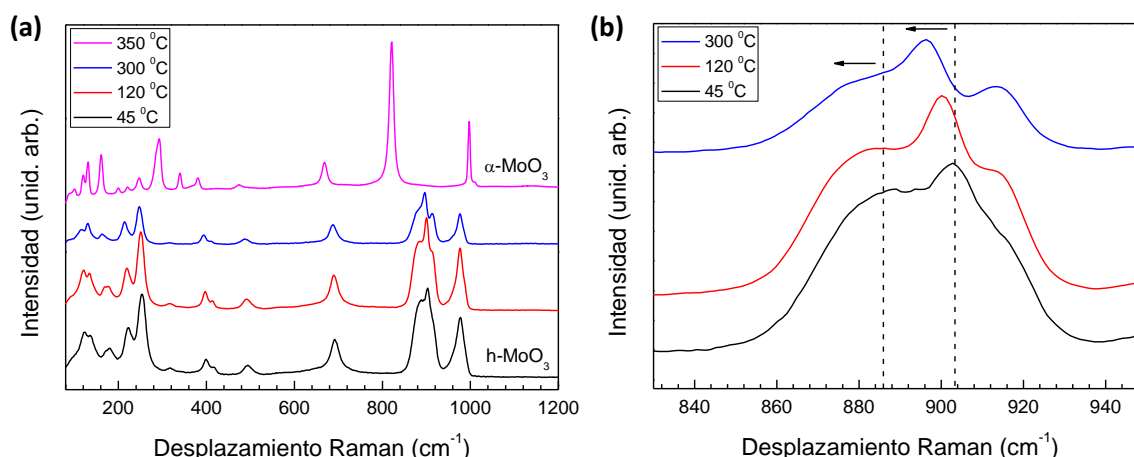 (a)
350 ⁰C
300 ⁰C
120 ⁰C
45 ⁰C
α-MoO₃
h-MoO₃
Intensidad (unid. arb.)
200 400 600 800 1000 1200
Desplazamiento Raman (cm⁻¹)
(b)
300 ⁰C
120 ⁰C
45 ⁰C
Intensidad (unid. arb.)
840 860 880 900 920 940
Desplazamiento Raman (cm⁻¹)